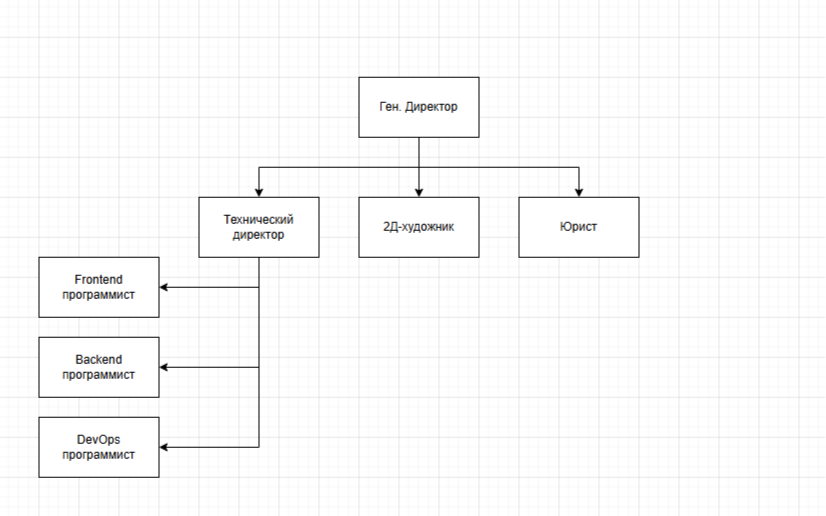 Ген. Директор
Технический
директор
2Д-художник
Юрист
Frontend
программист
Backend
программист
DevOps
программист